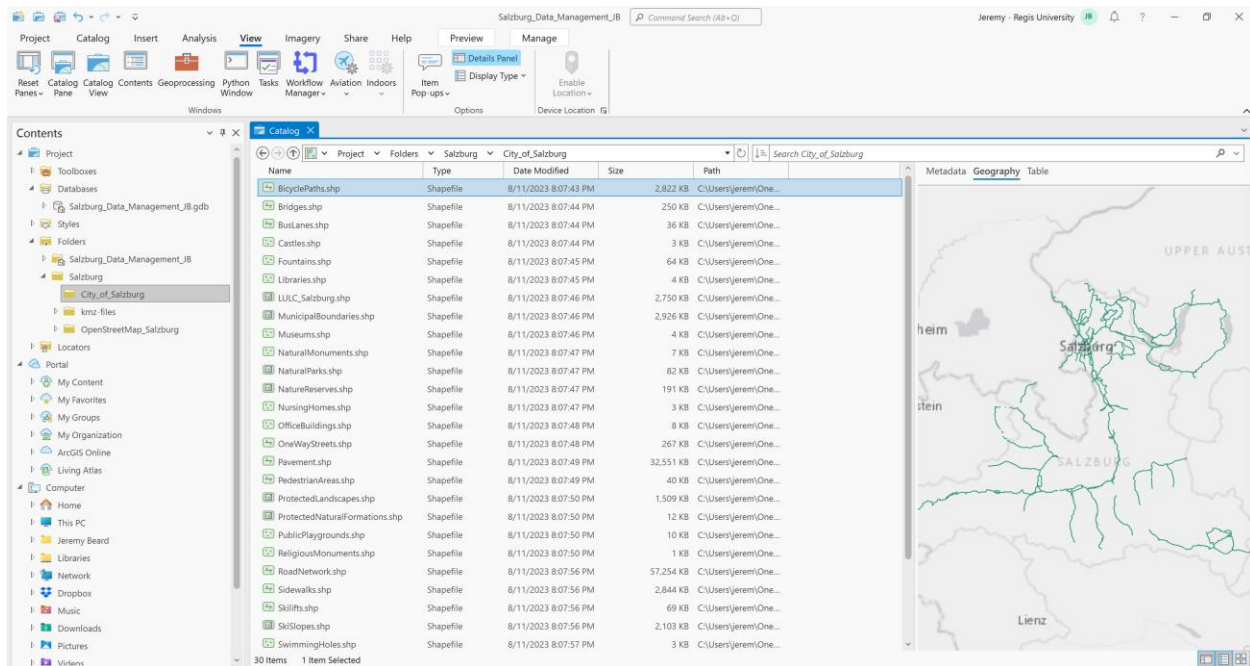 Salzburg_Data_Management_JB Command Search (Alt+Q) Jeremy - Regis University JB ?
Project Catalog Insert Analysis View Imagery Share Help Preview Manage
Reset Panes Catalog Pane Catalog View Contents Geoprocessing Python Window Tasks Workflow Manager Aviation Indoors Item Pop-ups Details Panel Display Type Enable Location
Windows Options Device Location
Contents
Project
Toolboxes
Databases
Salzburg_Data_Management_JB.gdb
Styles
Folders
Salzburg_Data_Management_JB
Salzburg
City_of_Salzburg
kmz-files
OpenStreetMap_Salzburg
Locators
Portal
My Content
My Favorites
My Groups
My Organization
ArcGIS Online
Living Atlas
Computer
Home
This PC
Jeremy Beard
Libraries
Network
Dropbox
Music
Downloads
Pictures
Videos
Catalog
Project Folders Salzburg City_of_Salzburg Search City_of_Salzburg
Name Type Date Modified Size Path
BicyclePaths.shp Shapefile 8/11/2023 8:07:43 PM 2,822 KB C:\Users\jerem\One...
Bridges.shp Shapefile 8/11/2023 8:07:44 PM 250 KB C:\Users\jerem\One...
BusLanes.shp Shapefile 8/11/2023 8:07:44 PM 36 KB C:\Users\jerem\One...
Castles.shp Shapefile 8/11/2023 8:07:44 PM 3 KB C:\Users\jerem\One...
Fountains.shp Shapefile 8/11/2023 8:07:45 PM 64 KB C:\Users\jerem\One...
Libraries.shp Shapefile 8/11/2023 8:07:45 PM 4 KB C:\Users\jerem\One...
LULC_Salzburg.shp Shapefile 8/11/2023 8:07:46 PM 2,750 KB C:\Users\jerem\One...
MunicipalBoundaries.shp Shapefile 8/11/2023 8:07:46 PM 2,926 KB C:\Users\jerem\One...
Museums.shp Shapefile 8/11/2023 8:07:46 PM 4 KB C:\Users\jerem\One...
NaturalMonuments.shp Shapefile 8/11/2023 8:07:47 PM 7 KB C:\Users\jerem\One...
NaturalParks.shp Shapefile 8/11/2023 8:07:47 PM 82 KB C:\Users\jerem\One...
NatureReserves.shp Shapefile 8/11/2023 8:07:47 PM 191 KB C:\Users\jerem\One...
NursingHomes.shp Shapefile 8/11/2023 8:07:47 PM 3 KB C:\Users\jerem\One...
OfficeBuildings.shp Shapefile 8/11/2023 8:07:48 PM 8 KB C:\Users\jerem\One...
OneWayStreets.shp Shapefile 8/11/2023 8:07:48 PM 267 KB C:\Users\jerem\One...
Pavement.shp Shapefile 8/11/2023 8:07:49 PM 32,551 KB C:\Users\jerem\One...
PedestrianAreas.shp Shapefile 8/11/2023 8:07:49 PM 40 KB C:\Users\jerem\One...
ProtectedLandscapes.shp Shapefile 8/11/2023 8:07:50 PM 1,509 KB C:\Users\jerem\One...
ProtectedNaturalFormations.shp Shapefile 8/11/2023 8:07:50 PM 12 KB C:\Users\jerem\One...
PublicPlaygrounds.shp Shapefile 8/11/2023 8:07:50 PM 10 KB C:\Users\jerem\One...
ReligiousMonuments.shp Shapefile 8/11/2023 8:07:50 PM 1 KB C:\Users\jerem\One...
RoadNetwork.shp Shapefile 8/11/2023 8:07:56 PM 57,254 KB C:\Users\jerem\One...
Sidewalks.shp Shapefile 8/11/2023 8:07:56 PM 2,844 KB C:\Users\jerem\One...
Skilifts.shp Shapefile 8/11/2023 8:07:56 PM 69 KB C:\Users\jerem\One...
SkiSlopes.shp Shapefile 8/11/2023 8:07:56 PM 2,103 KB C:\Users\jerem\One...
SwimmingHoles.shp Shapefile 8/11/2023 8:07:57 PM 3 KB C:\Users\jerem\One...
30 Items 1 Item Selected
Metadata Geography Table
UPPER AUST
heim
Salzburg
stein
SALZBURG
Lienz